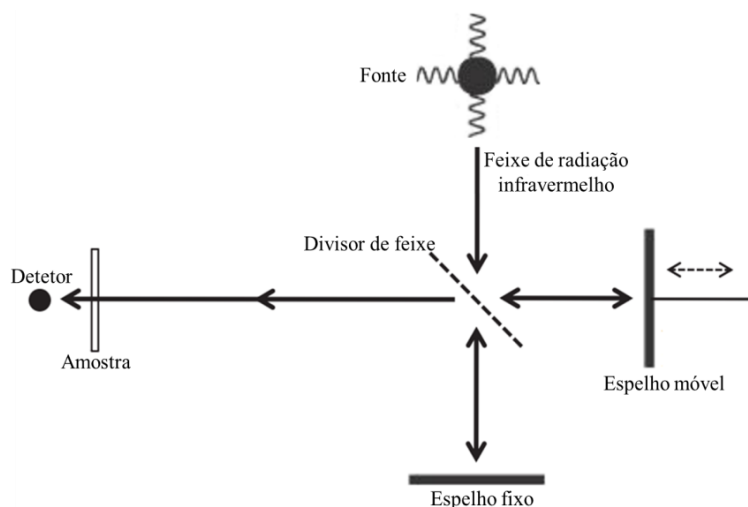 Fonte
Feixe de radiação
infravermelho
Divisor de feixe
Detetor
Amostra
Espelho móvel
Espelho fixo